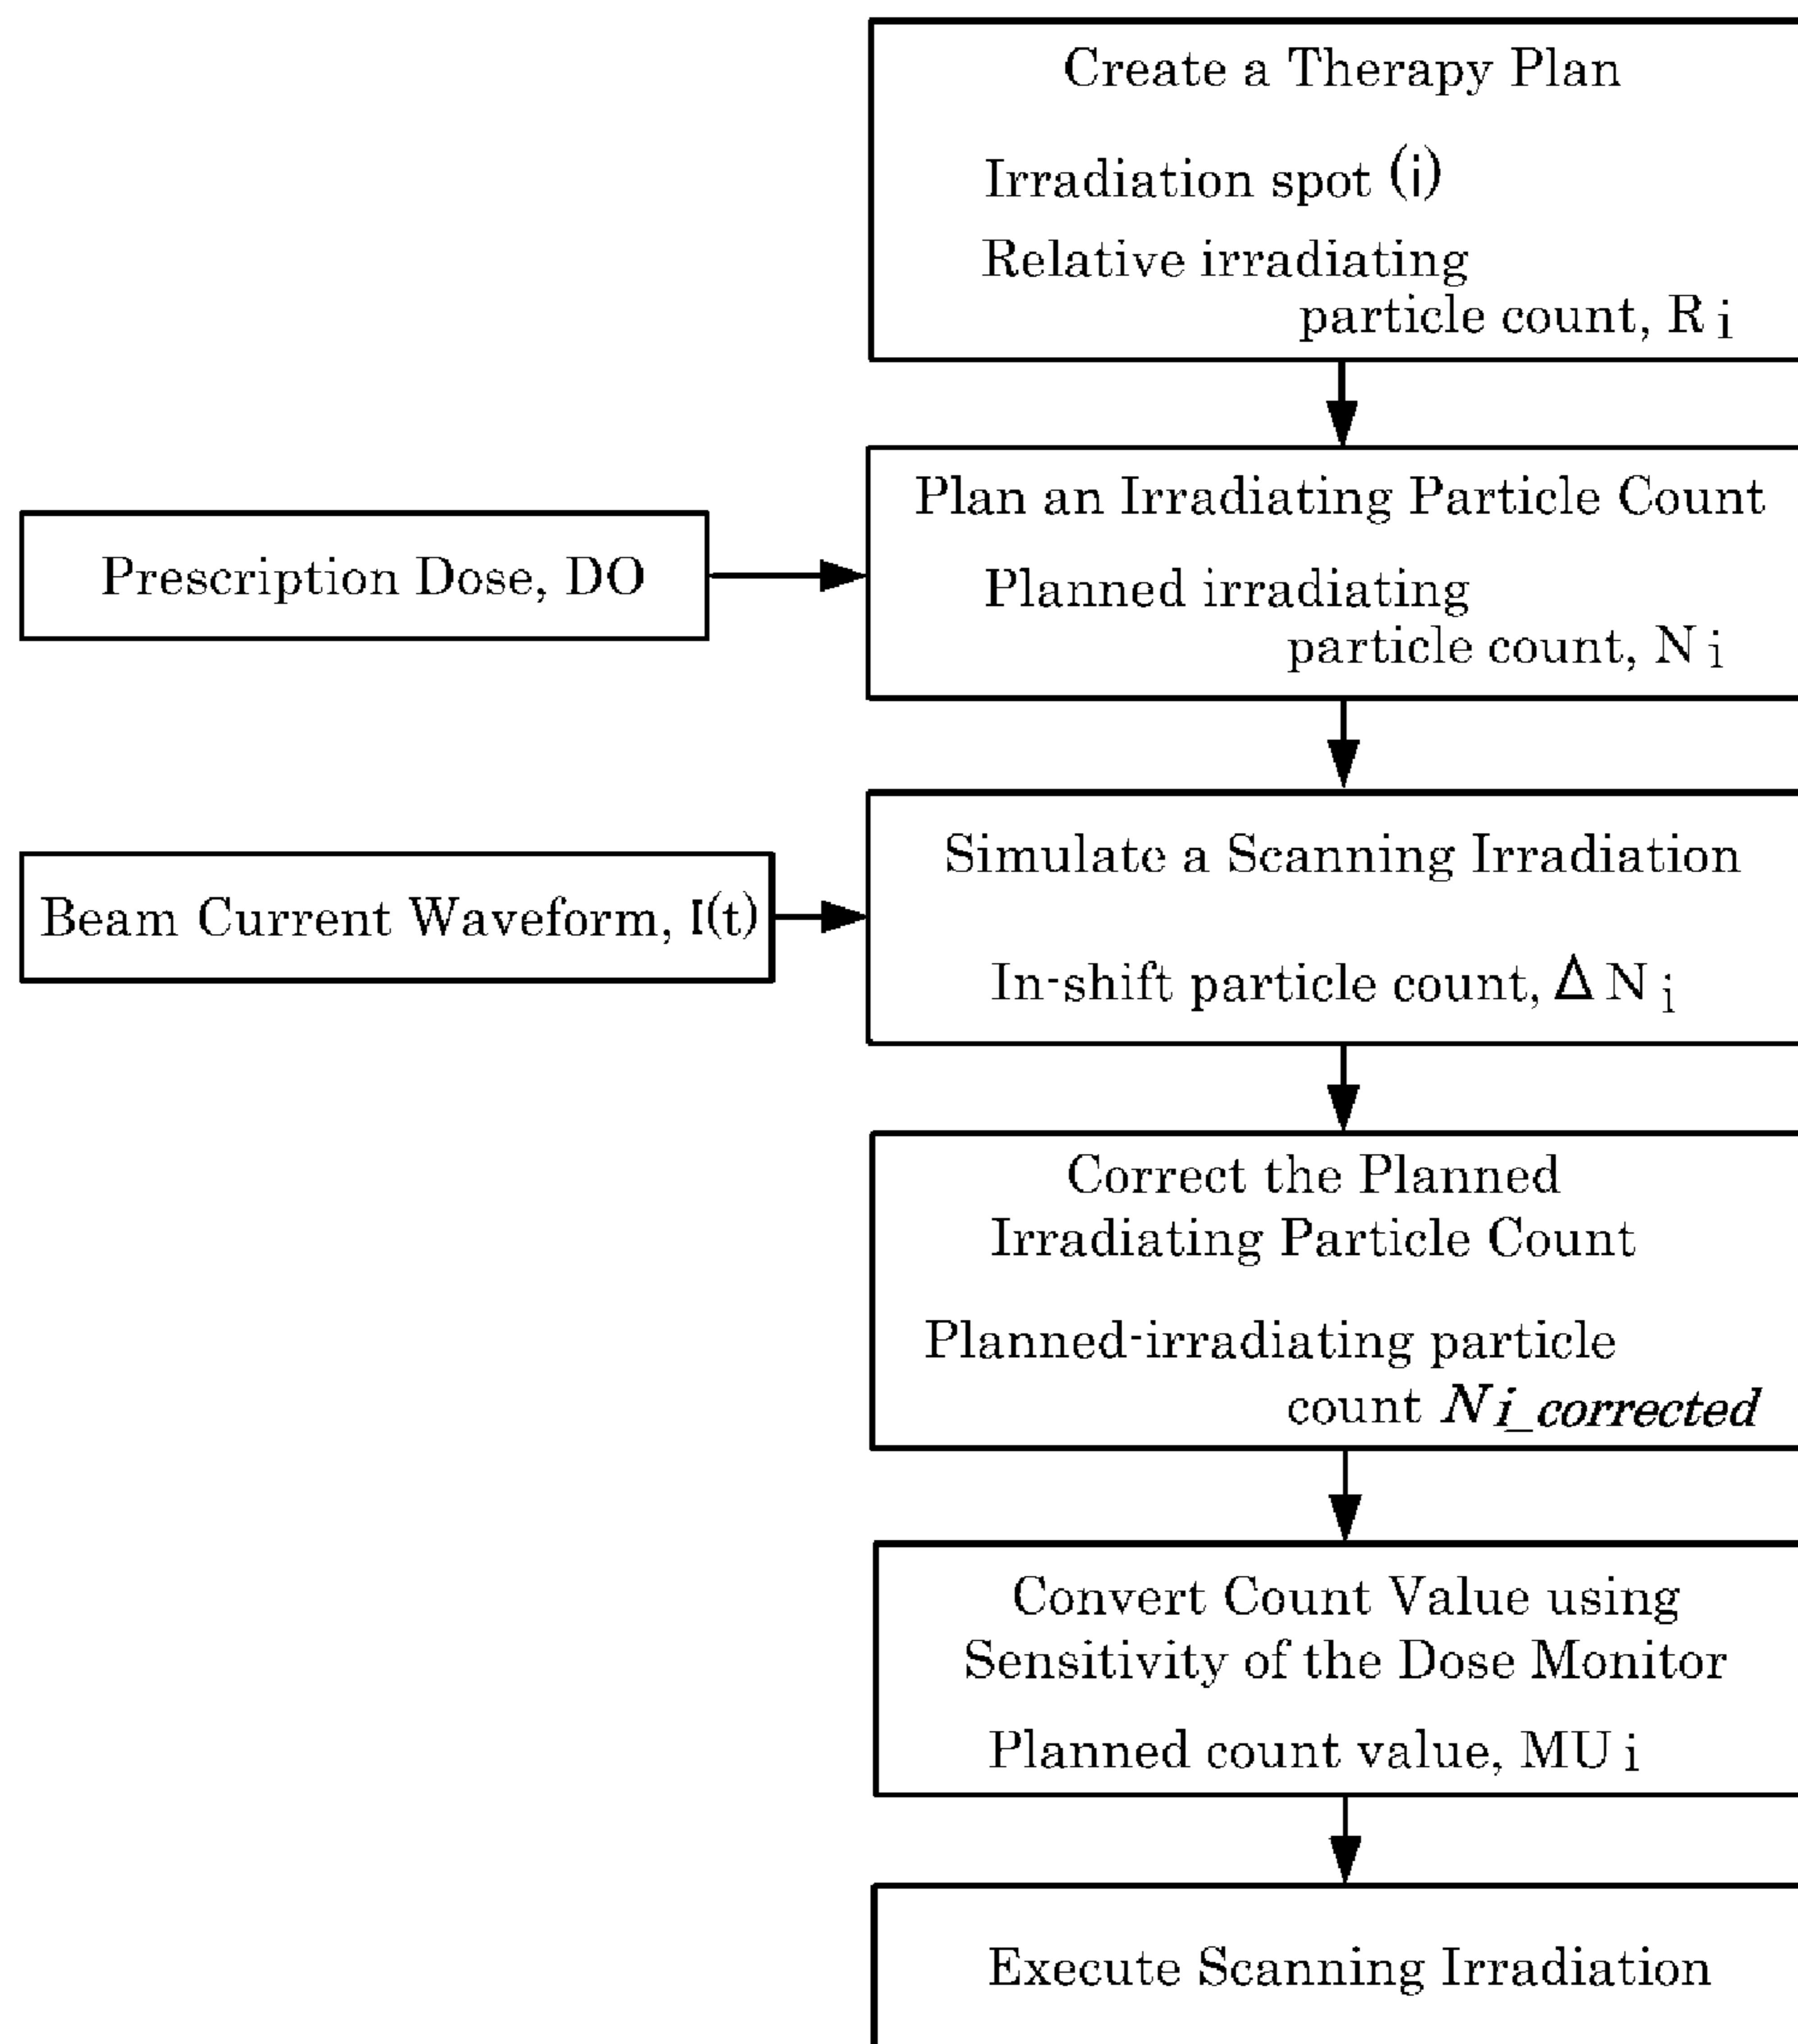 Create a Therapy Plan
Irradiation spot (i)
Relative irradiating
particle count, R i
Plan an Irradiating Particle Count
Prescription Dose, DO
Planned irradiating
particle count, N i
Simulate a Scanning Irradiation
Beam Current Waveform, I(t)
In-shift particle count, Δ N i
Correct the Planned
Irradiating Particle Count
Planned-irradiating particle
count Ni_corrected
Convert Count Value using
Sensitivity of the Dose Monitor
Planned count value, MU i
Execute Scanning Irradiation